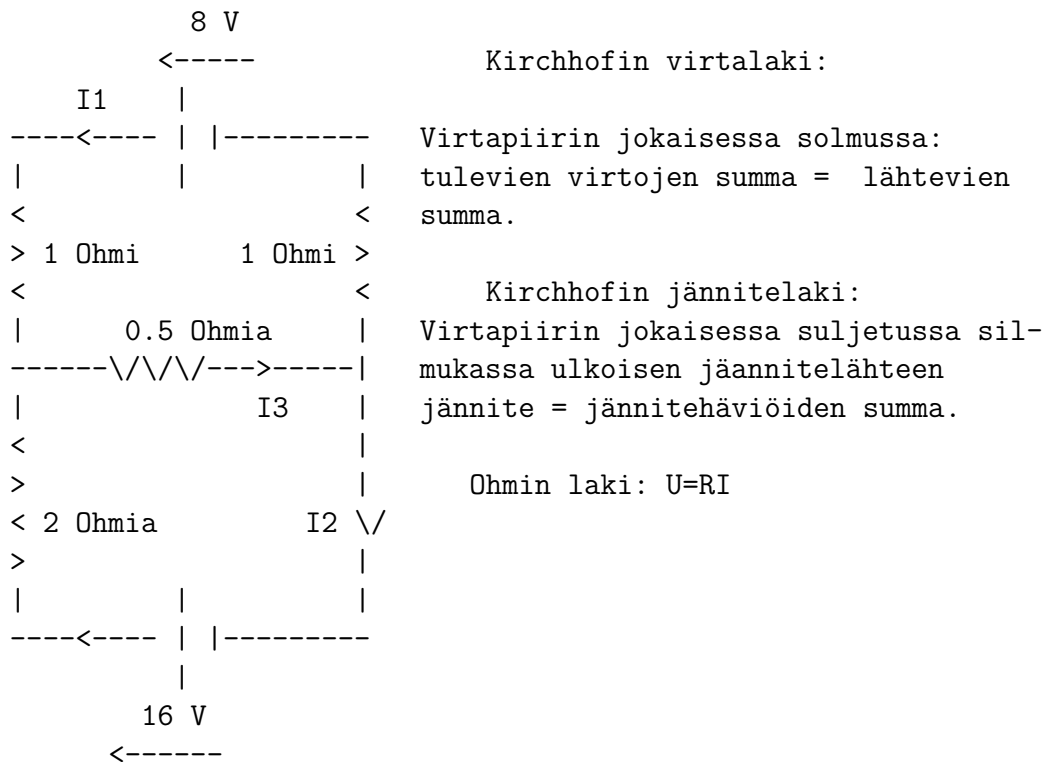 8 V
<-----          Kirchhofin virtalaki:
I1     |
----<---- | |---------   Virtapiirin jokaisessa solmussa:
|         |          |   tulevien virtojen summa =  lähtevien
<                    <   summa.
> 1 Ohmi      1 Ohmi >
<                    <       Kirchhofin jännitelaki:
|      0.5 Ohmia     |   Virtapiirin jokaisessa suljetussa sil-
------\/\/\/--->-----|   mukassa ulkoisen jäannitelähteen
|               I3   |   jännite = jännitehäviöiden summa.
<                    |
>                    |      Ohmin laki: U=RI
< 2 Ohmia         I2 \/
>                    |
|         |          |
----<---- | |---------
|
16 V
<------